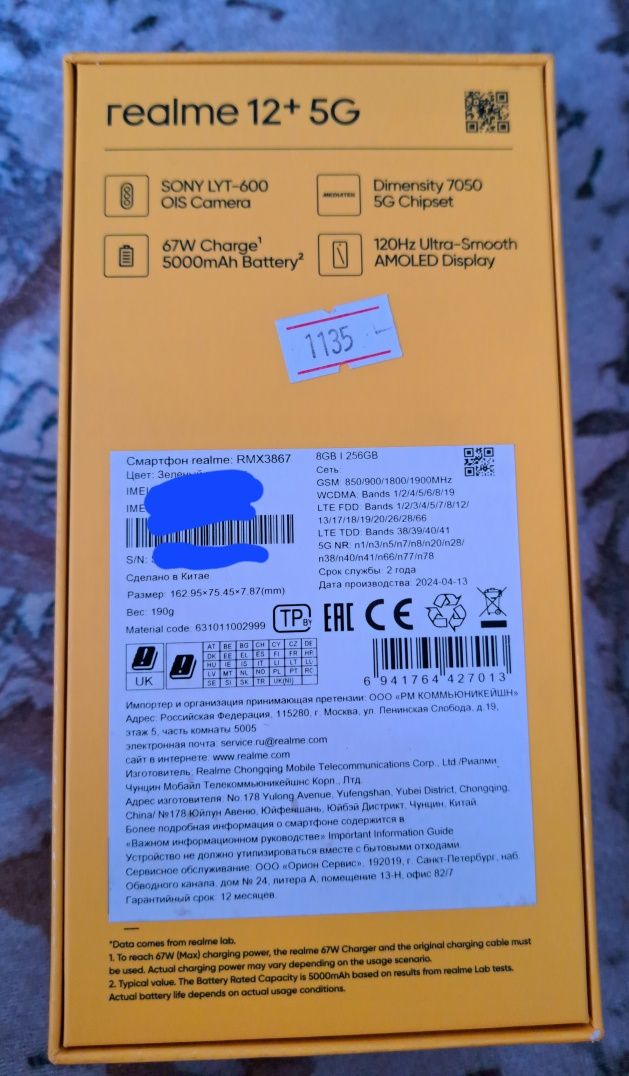 realme 12+ 5G
SONY LYT-600
OIS Camera
MEDIATEK
Dimensity 7050
5G Chipset
67W Charge¹
5000mAh Battery²
120Hz Ultra-Smooth
AMOLED Display
1135
Смартфон realme: RMX3867
Цвет:
IMEI
IME
S/N:
Сделано в Китае
Размер: 162.95×75.45×7.87(mm)
Вес: 190g
Material code: 631011002999
8GB | 256GB
Сеть:
GSM: 850/900/1800/1900MHz
WCDMA: Bands 1/2/4/5/6/8/19
LTE FDD: Bands 1/2/3/4/5/7/8/12/
13/17/18/19/20/26/28/66
LTE TDD: Bands 38/39/40/41
5G NR: n1/n3/n5/n7/n8/n20/n28/
n38/n40/n41/n66/n77/n78
Срок службы: 2 года
Дата производства: 2024-04-13
TP BY
EAC CE
UK
AT BE BG CH CY CZ DE
DK EE EL ES FI FR HR
HU IE IS IT LI LT LU
LV MT NL NO PL PT RO
SE SI SK TR UK(NI)
6 941764 427013
Импортер и организация принимающая претензии: ООО «РМ КОММЬЮНИКЕЙШН»
Адрес: Российская Федерация, 115280, г. Москва, ул. Ленинская Слобода, д.19,
этаж 5, часть комнаты 5005
электронная почта: service.ru@realme.com
сайт в интернете: www.realme.com
Изготовитель: Realme Chongqing Mobile Telecommunications Corp., Ltd./Риалми
Чунцин Мобайл Телекоммьюникейшнс Корп., Лтд.
Адрес изготовителя: No.178 Yulong Avenue, Yufengshan, Yubei District, Chongqing,
China/ №178 Юйлун Авеню, Юйфеншань, Юйбэй Дистрикт, Чунцин, Китай
Более подробная информация о смартфоне содержится в
«Важном информационном руководстве» Important Information Guide
Устройство не должно утилизироваться вместе с бытовыми отходами
Сервисное обслуживание: ООО «Орион Сервис», 192019, г. Санкт-Петербург, наб.
Обводного канала, дом № 24, литера А, помещение 13-Н, офис 82/7
Гарантийный срок: 12 месяцев.
*Data comes from realme lab.
1. To reach 67W (Max) charging power, the realme 67W Charger and the original charging cable must
be used. Actual charging power may vary depending on the usage scenario.
2. Typical value. The Battery Rated Capacity is 5000mAh based on results from realme Lab tests.
Actual battery life depends on actual usage conditions.